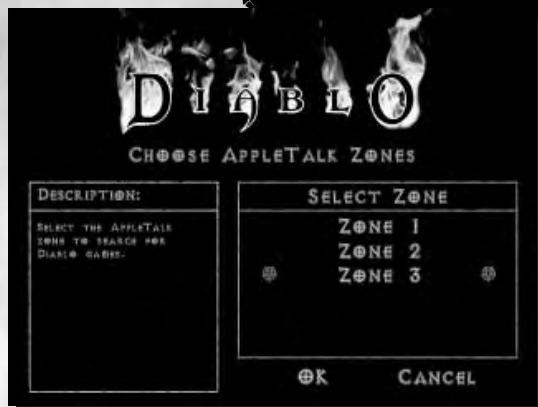 DIABLO
CHOOSE APPLETALK ZONES
DESCRIPTION:
SELECT THE APPLETALK
ZONE TO SEARCH FOR
DIABLO GAMES.
SELECT ZONE
ZONE 1
ZONE 2
ZONE 3
OK
CANCEL